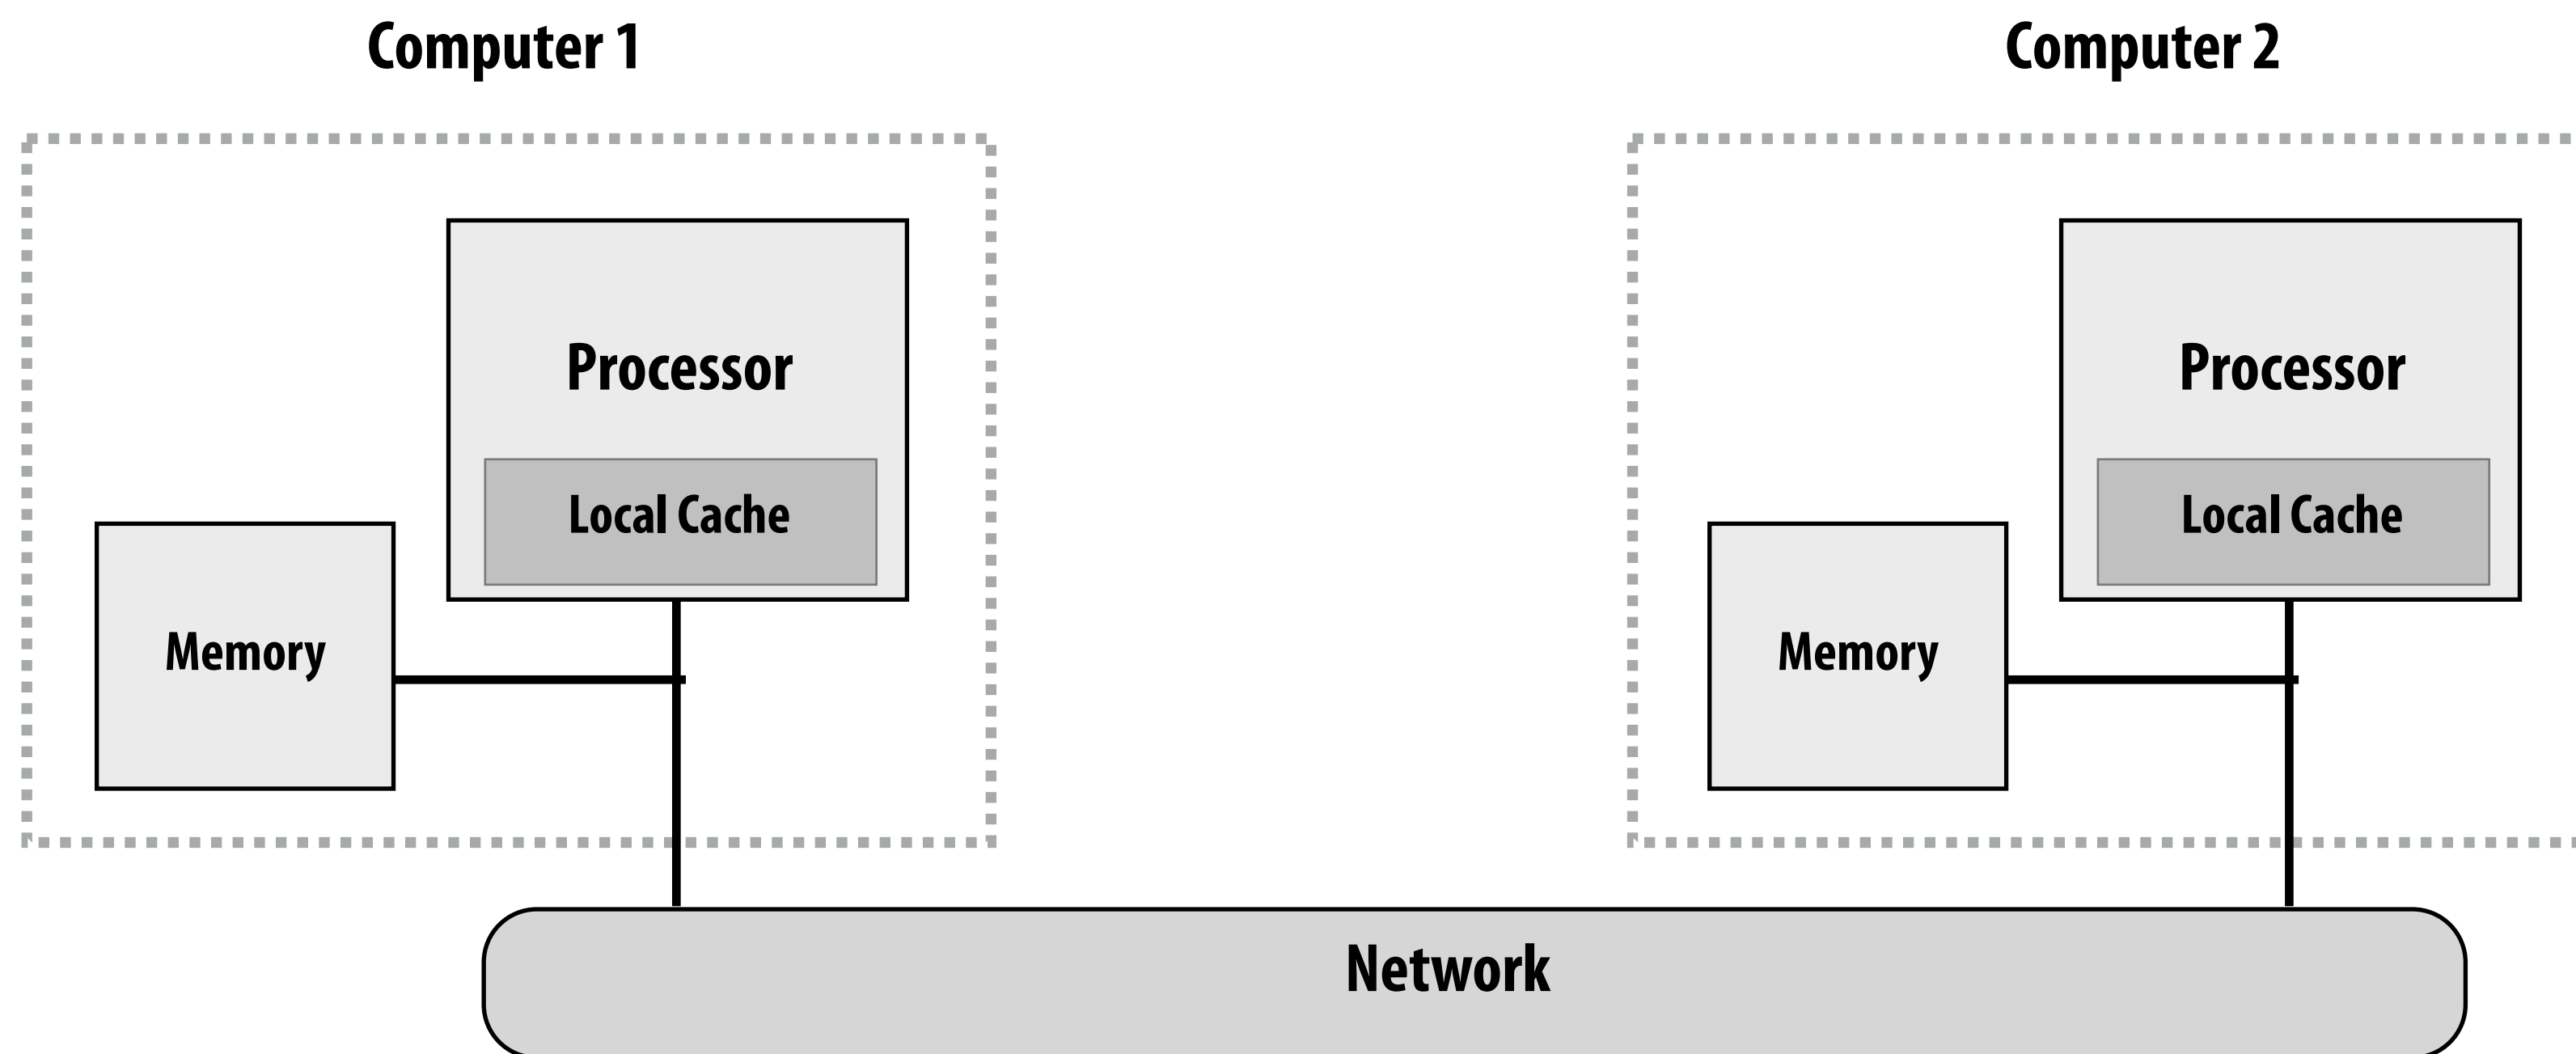 Computer 1
Computer 2
Processor
Local Cache
Memory
Processor
Local Cache
Memory
Network